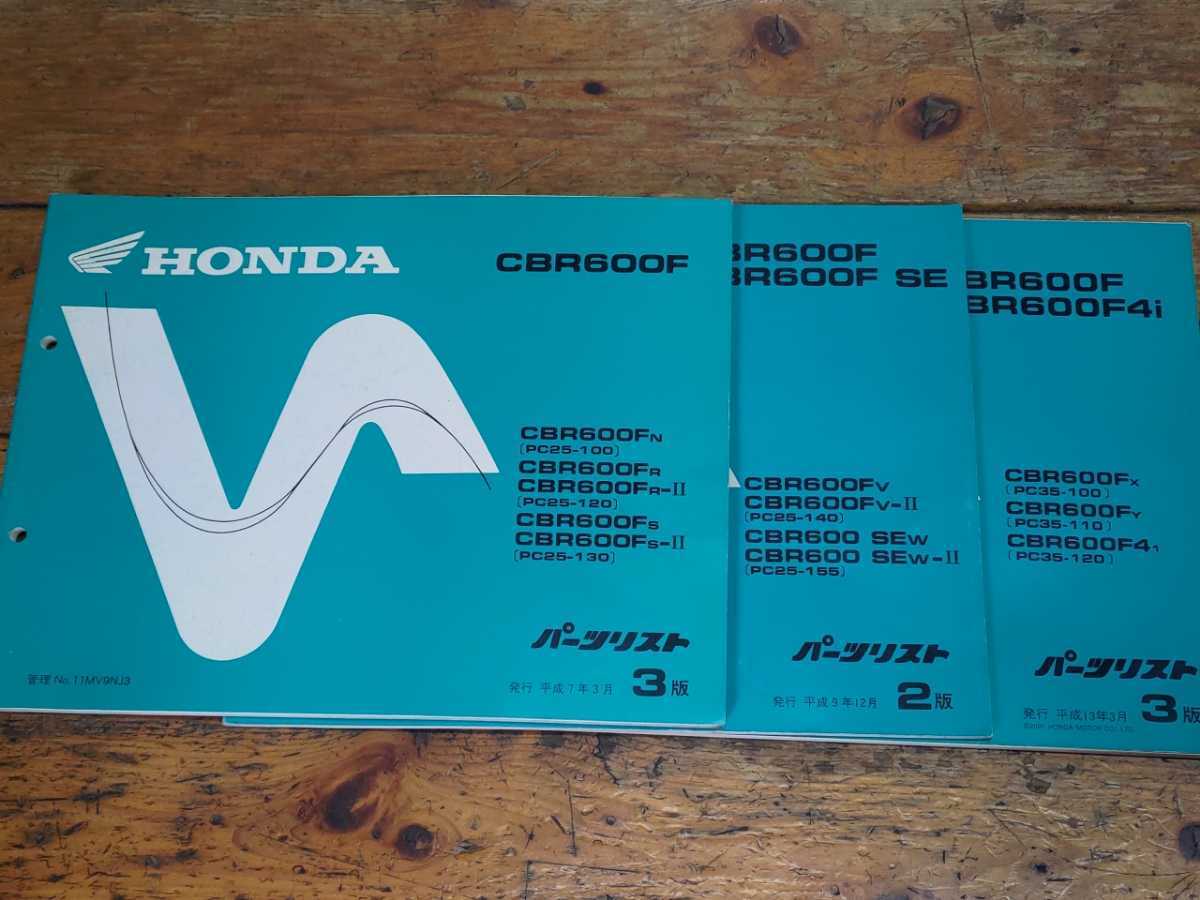 HONDA
CBR600F
CBR600FN
(PC25-100)
CBR600FR
CBR600FR-II
(PC25-120)
CBR600FS
CBR600FS-II
(PC25-130)
パーツリスト
管理 No.11MV9NJ3
発行 平成7年3月 3版
BR600F
BR600F SE
CBR600FV
CBR600FV-II
(PC25-140)
CBR600 SEW
CBR600 SEW-II
(PC25-155)
パーツリスト
発行 平成9年12月 2版
BR600F
BR600F4i
CBR600FX
(PC35-100)
CBR600FY
(PC35-110)
CBR600F41
(PC35-120)
パーツリスト
発行 平成13年3月 3版
©2001 HONDA MOTOR CO., LTD.